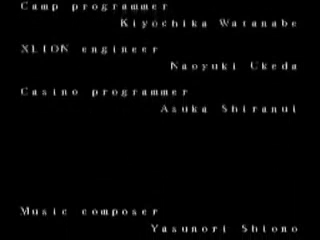 Camp programmer
Kiyochika Watanabe
XLION engineer
Naoyuki Ukeda
Casino programmer
Asuka Shiranui
Music composer
Yasunori Shiono